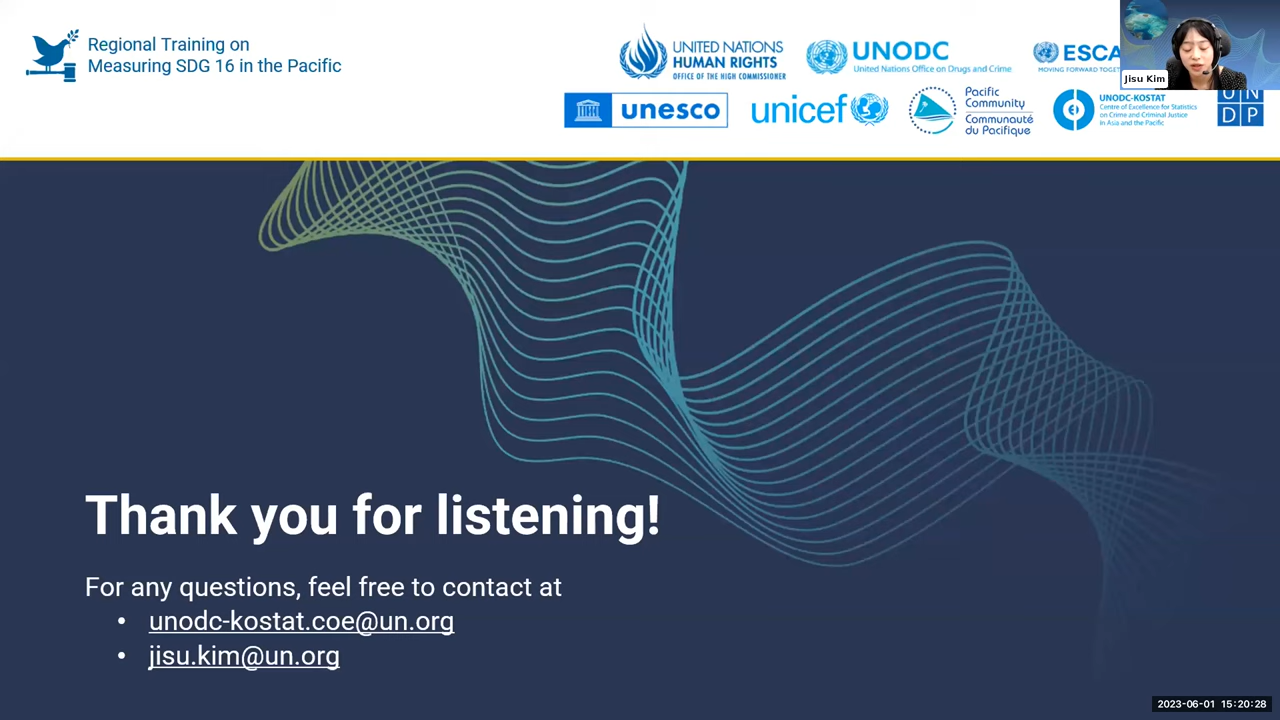 Regional Training on
Measuring SDG 16 in the Pacific
UNITED NATIONS
HUMAN RIGHTS
OFFICE OF THE HIGH COMMISSIONER
UNODC
United Nations Office on Drugs and Crime
ESCA
MOVING FORWARD TOGET
Jisu Kim
unesco
unicef
Pacific
Community
Communauté
du Pacifique
UNODC-KOSTAT
Centre of Excellence for Statistics
on Crime and Criminal Justice
in Asia and the Pacific
U N
D P
Thank you for listening!
For any questions, feel free to contact at
• unodc-kostat.coe@un.org
• jisu.kim@un.org
2023-06-01 15:20:28